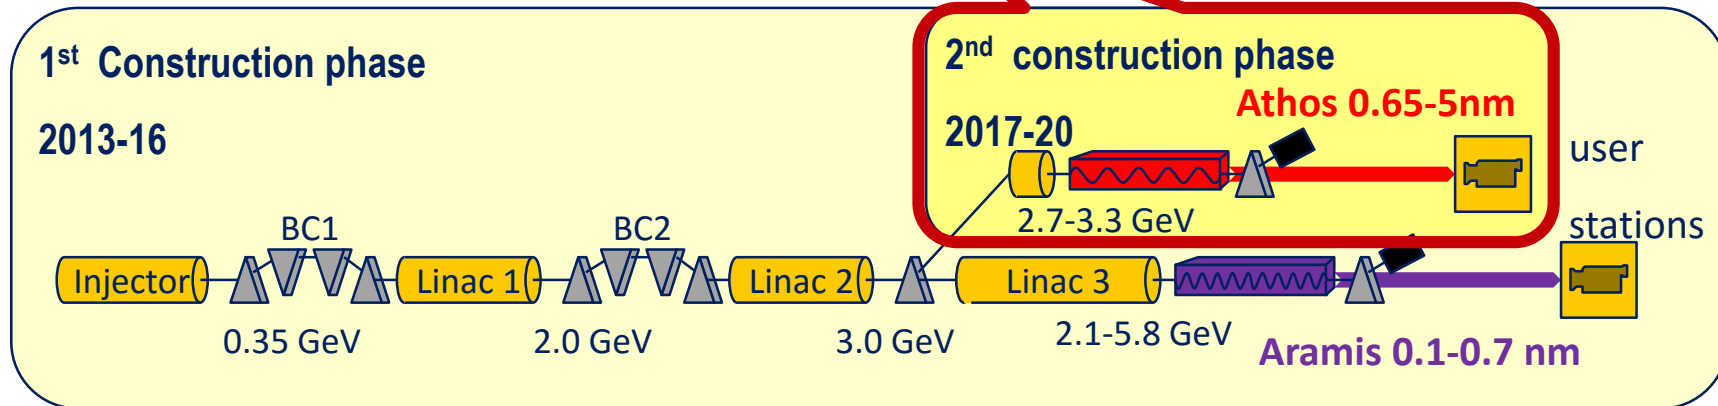 1st Construction phase
2013-16
2nd construction phase
Athos 0.65-5nm
2017-20
user
stations
2.7-3.3 GeV
BC1
BC2
Injector
Linac 1
Linac 2
Linac 3
0.35 GeV
2.0 GeV
3.0 GeV
2.1-5.8 GeV
Aramis 0.1-0.7 nm